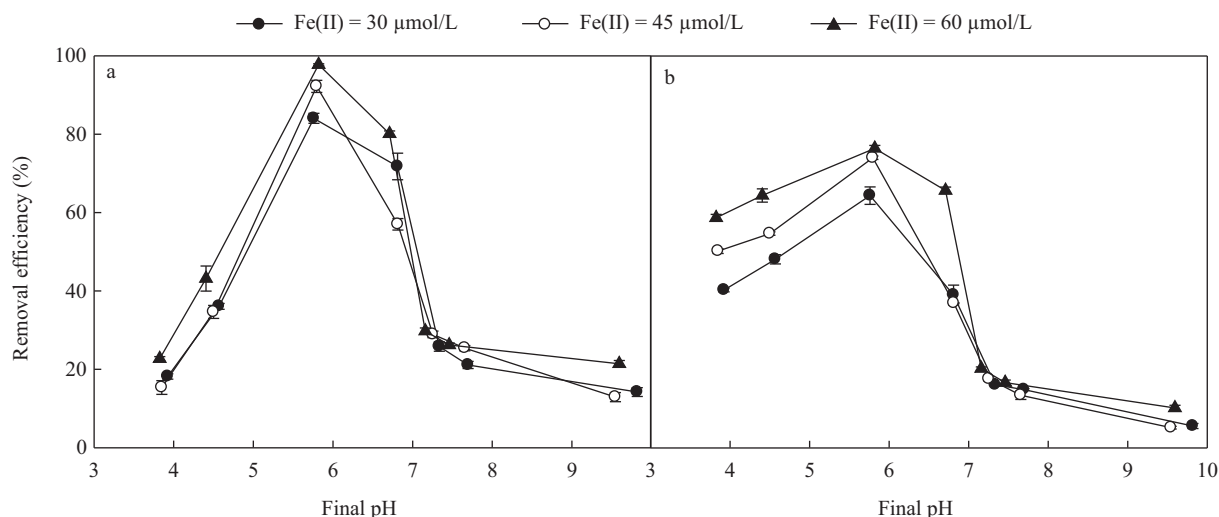 Fe(II) = 30 µmol/L Fe(II) = 45 µmol/L Fe(II) = 60 µmol/L
a b
100
80
60
40
20
0
Removal efficiency (%)
3 4 5 6 7 8 9 3 4 5 6 7 8 9 10
Final pH Final pH